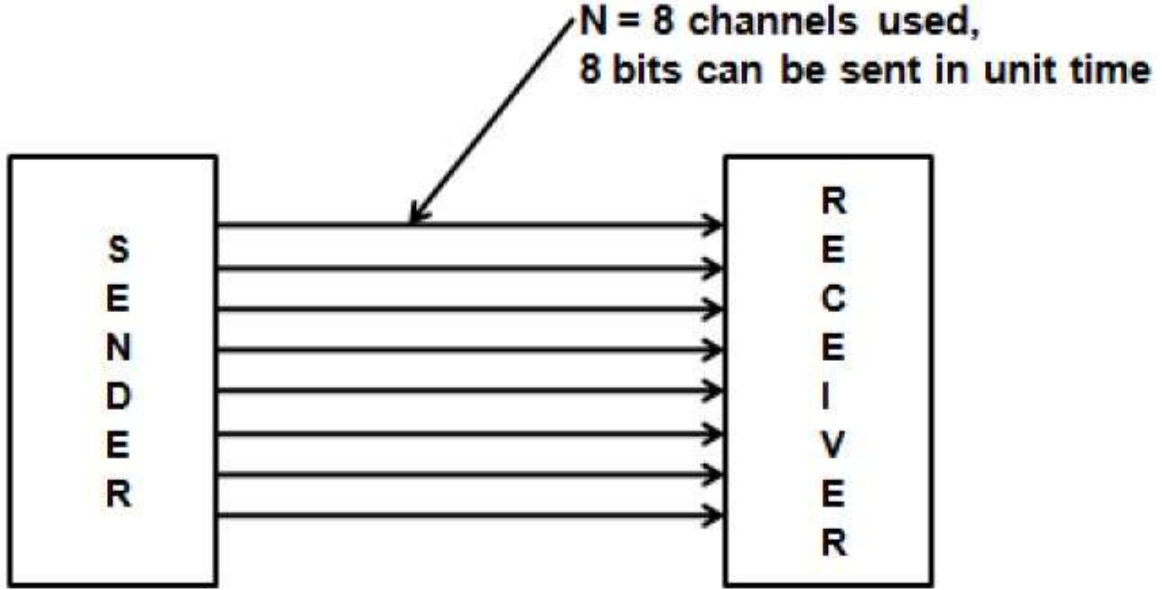 N = 8 channels used,
8 bits can be sent in unit time
S
E
N
D
E
R
R
E
C
E
I
V
E
R